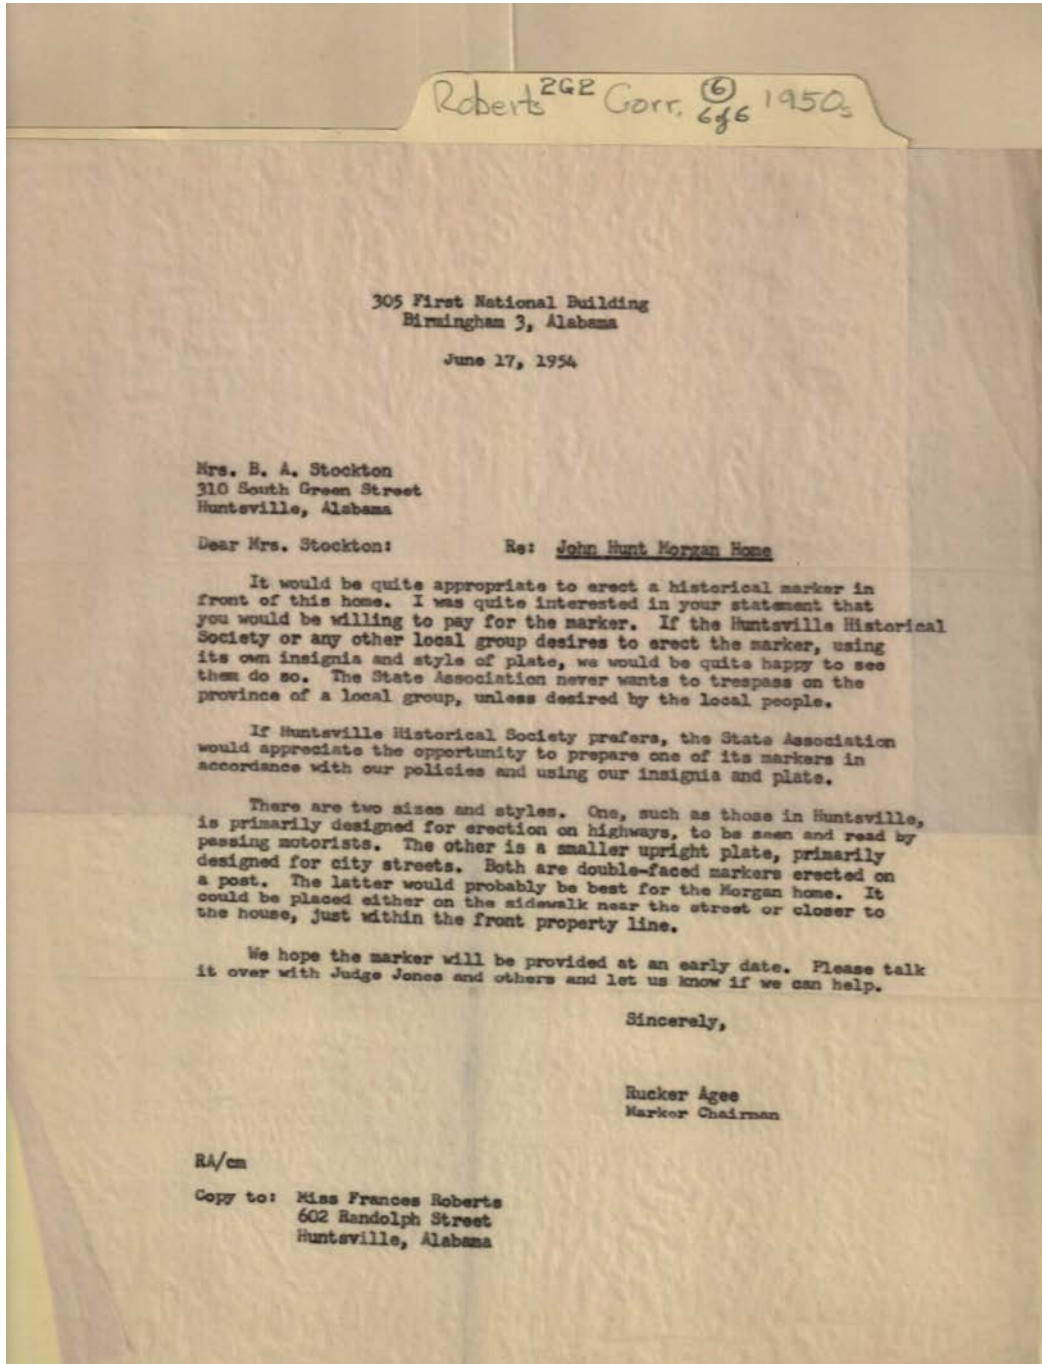 Roberts 2G2 Corr. 6 1950s
6 of 6
305 First National Building
Birmingham 3, Alabama
June 17, 1954
Mrs. B. A. Stockton
310 South Green Street
Huntsville, Alabama
Dear Mrs. Stockton: Re: John Hunt Morgan Home
It would be quite appropriate to erect a historical marker in
front of this home. I was quite interested in your statement that
you would be willing to pay for the marker. If the Huntsville Historical
Society or any other local group desires to erect the marker, using
its own insignia and style of plate, we would be quite happy to see
them do so. The State Association never wants to trespass on the
province of a local group, unless desired by the local people.
If Huntsville Historical Society prefers, the State Association
would appreciate the opportunity to prepare one of its markers in
accordance with our policies and using our insignia and plate.
There are two sizes and styles. One, such as those in Huntsville,
is primarily designed for erection on highways, to be seen and read by
passing motorists. The other is a smaller upright plate, primarily
designed for city streets. Both are double-faced markers erected on
a post. The latter would probably be best for the Morgan home. It
could be placed either on the sidewalk near the street or closer to
the house, just within the front property line.
We hope the marker will be provided at an early date. Please talk
it over with Judge Jones and others and let us know if we can help.
Sincerely,
Rucker Agee
Marker Chairman
RA/cm
Copy to: Miss Frances Roberts
602 Randolph Street
Huntsville, Alabama